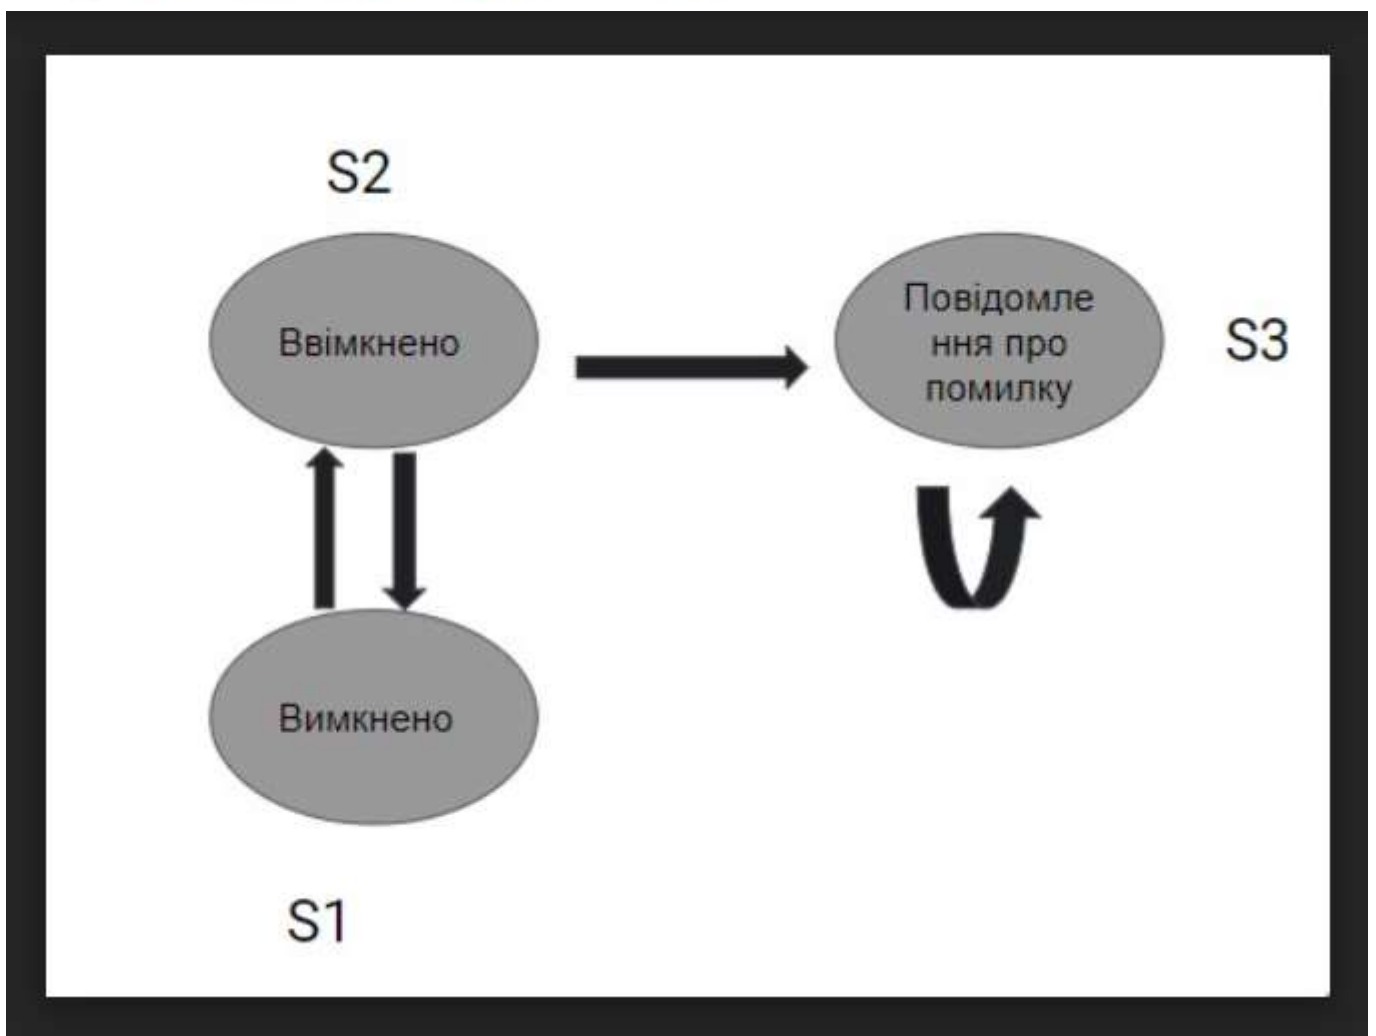 S2
Ввімкнено
Повідомле
ння про
помилку
S3
Вимкнено
S1